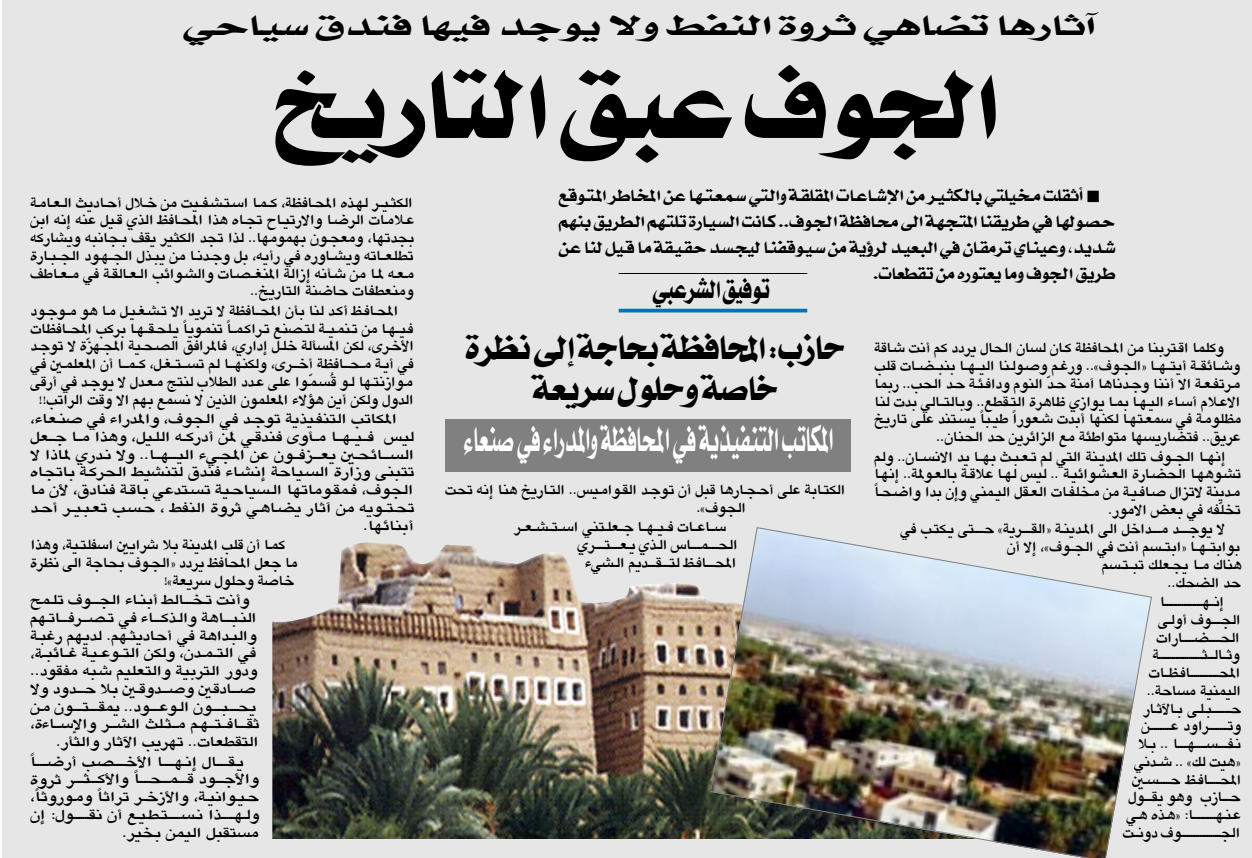 آثارها تضاهي ثروة النفط ولا يوجد فيها فندق سياحي
الجوف عبق التاريخ
■ أثقلت مخيلتي بالكثير من الإشاعات المقلقة والتي سمعتها عن المخاطر المتوقع
حصولها في طريقنا المتجهة الى محافظة الجوف.. كانت السيارة تلتهم الطريق بنهم
شديد، وعيناي ترمقان في البعيد لرؤية من سيوقفنا ليجسد حقيقة ما قيل لنا عن
طريق الجوف وما يعتوره من تقطعات.
توفيق الشرعبي
حازب: المحافظة بحاجة إلى نظرة
خاصة وحلول سريعة
المكاتب التنفيذية في المحافظة والمدراء في صنعاء
وكلما اقتربنا من المحافظة كان لسان الحال يردد كم أنت شاقة
وشائقة أيتها «الجوف».. ورغم وصولنا اليها بنبضات قلب
مرتفعة الا أننا وجدناها آمنة حد النوم ودافئة حد الحب.. ربما
الاعلام أساء اليها بما يوازي ظاهرة التقطع.. وبالتالي بدت لنا
مظلومة في سمعتها لكنها أبدت شعوراً طيباً يستند على تاريخ
عريق.. فتضاريسها متواطئة مع الزائرين حد الحنان..
إنها الجوف تلك المدينة التي لم تعبث بها يد الانسان.. ولم
تشوهها الحضارة العشوائية .. ليس لها علاقة بالعولمة.. إنها
مدينة لاتزال صافية من مخلفات العقل اليمني وإن بدا واضحاً
تخلفه في بعض الامور.
لا يوجد مداخل الى المدينة «القرية» حتى يكتب في
بوابتها «ابتسم أنت في الجوف»، إلا أن
هناك ما يجعلك تبتسم
حد الضحك..
إنها
الجوف أولى
الحضارات
وثالثة
المحافظات
اليمنية مساحة..
حبلى بالآثار
وتراود عن
نفسها .. بلا
«هيت لك» .. شدني
المحافظ حسين
حازب وهو يقول
عنها: «هذه هي
الجوف دونت
الكتابة على أحجارها قبل أن توجد القواميس.. التاريخ هنا إنه تحت
الجوف».
ساعات فيها جعلتني استشعر
الحماس الذي يعتري
المحافظ لتقديم الشيء
الكثير لهذه المحافظة، كما استشفيت من خلال أحاديث العامة
علامات الرضا والارتياح تجاه هذا المحافظ الذي قيل عنه إنه ابن
بجدتها، ومعجون بهمومها.. لذا تجد الكثير يقف بجانبه ويشاركه
تطلعاته ويشاوره في رأيه، بل وجدنا من يبذل الجهود الجبارة
معه لما من شأنه إزالة المنغصات والشوائب العالقة في معاطف
ومنعطفات حاضنة التاريخ..
المحافظ أكد لنا بأن المحافظة لا تريد الا تشغيل ما هو موجود
فيها من تنمية لتصنع تراكماً تنموياً يلحقها بركب المحافظات
الأخرى، لكن المسألة خلل إداري، فالمرافق الصحية المجهزة لا توجد
في أية محافظة أخرى، ولكنها لم تستغل، كما أن المعلمين في
موازنتها لو قُسموا على عدد الطلاب لنتج معدل لا يوجد في أرقى
الدول ولكن أين هؤلاء المعلمون الذين لا نسمع بهم الا وقت الراتب!!
المكاتب التنفيذية توجد في الجوف، والمدراء في صنعاء،
ليس فيها مأوى فندقي لمن أدركه الليل، وهذا ما جعل
السائحين يعزفون عن المجيء اليها.. ولا ندري لماذا لا
تتبنى وزارة السياحة إنشاء فندق لتنشيط الحركة باتجاه
الجوف، فمقوماتها السياحية تستدعي باقة فنادق، لأن ما
تحتويه من آثار يضاهي ثروة النفط ، حسب تعبير أحد
أبنائها.
كما أن قلب المدينة بلا شرايين اسفلتية، وهذا
ما جعل المحافظ يردد «الجوف بحاجة الى نظرة
خاصة وحلول سريعة»!
وأنت تخالط أبناء الجوف تلمح
النباهة والذكاء في تصرفاتهم
والبداهة في أحاديثهم. لديهم رغبة
في التمدن، ولكن التوعية غائبة،
ودور التربية والتعليم شبه مفقود..
صادقين وصدوقين بلا حدود ولا
يحبون الوعود.. يمقتون من
ثقافتهم مثلث الشر والإساءة،
التقطعات.. تهريب الآثار والثأر.
يقال إنها الأخصب أرضاً
والأجود قمحاً والأكثر ثروة
حيوانية، والأزخر تراثاً وموروثاً،
ولهذا نستطيع أن نقول: إن
مستقبل اليمن بخير.